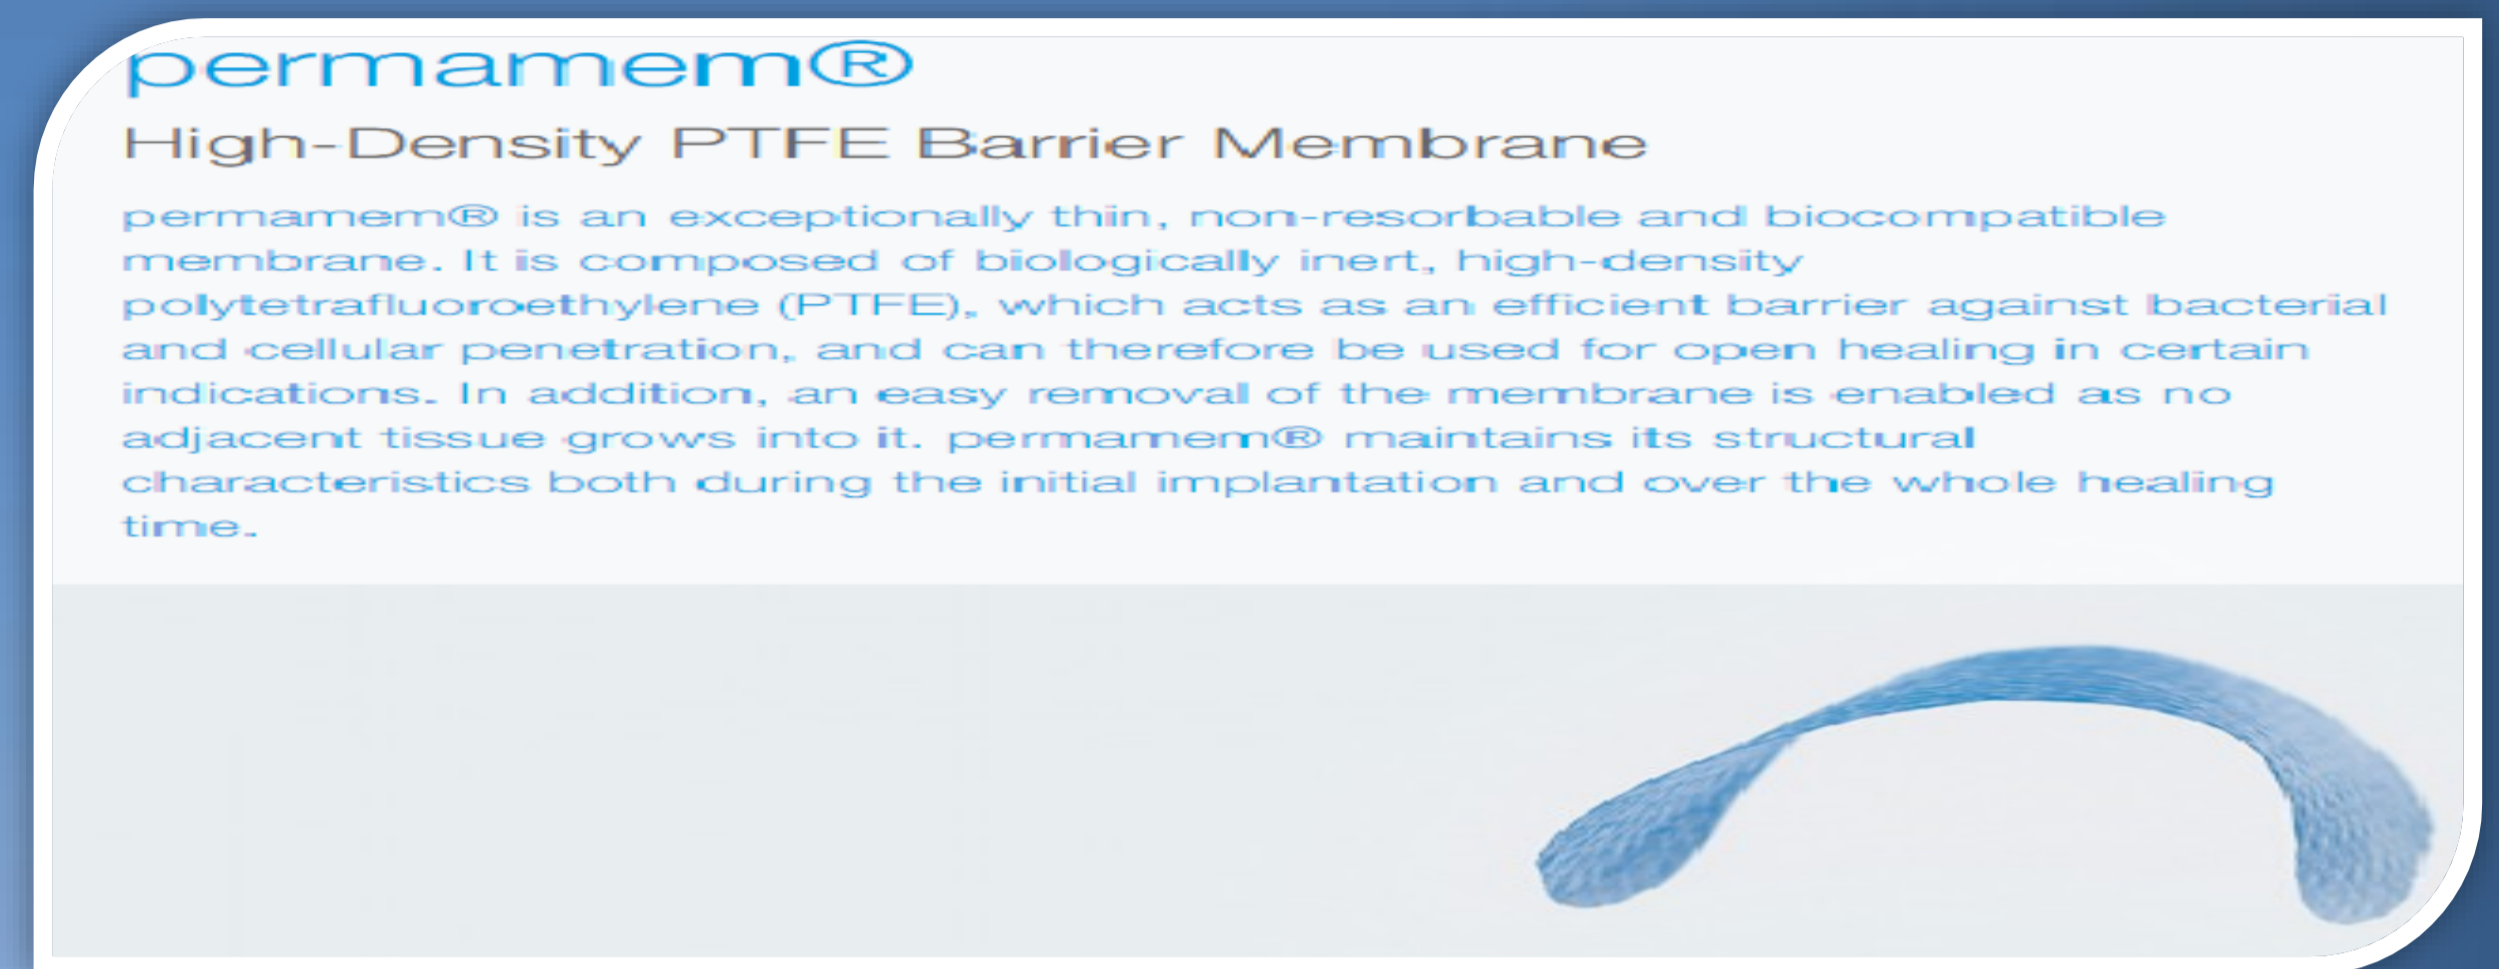 permamem®
High-Density PTFE Barrier Membrane
permamem® is an exceptionally thin, non-resorbable and biocompatible
membrane. It is composed of biologically inert, high-density
polytetrafluoroethylene (PTFE), which acts as an efficient barrier against bacterial
and cellular penetration, and can therefore be used for open healing in certain
indications. In addition, an easy removal of the membrane is enabled as no
adjacent tissue grows into it. permamem® maintains its structural
characteristics both during the initial implantation and over the whole healing
time.